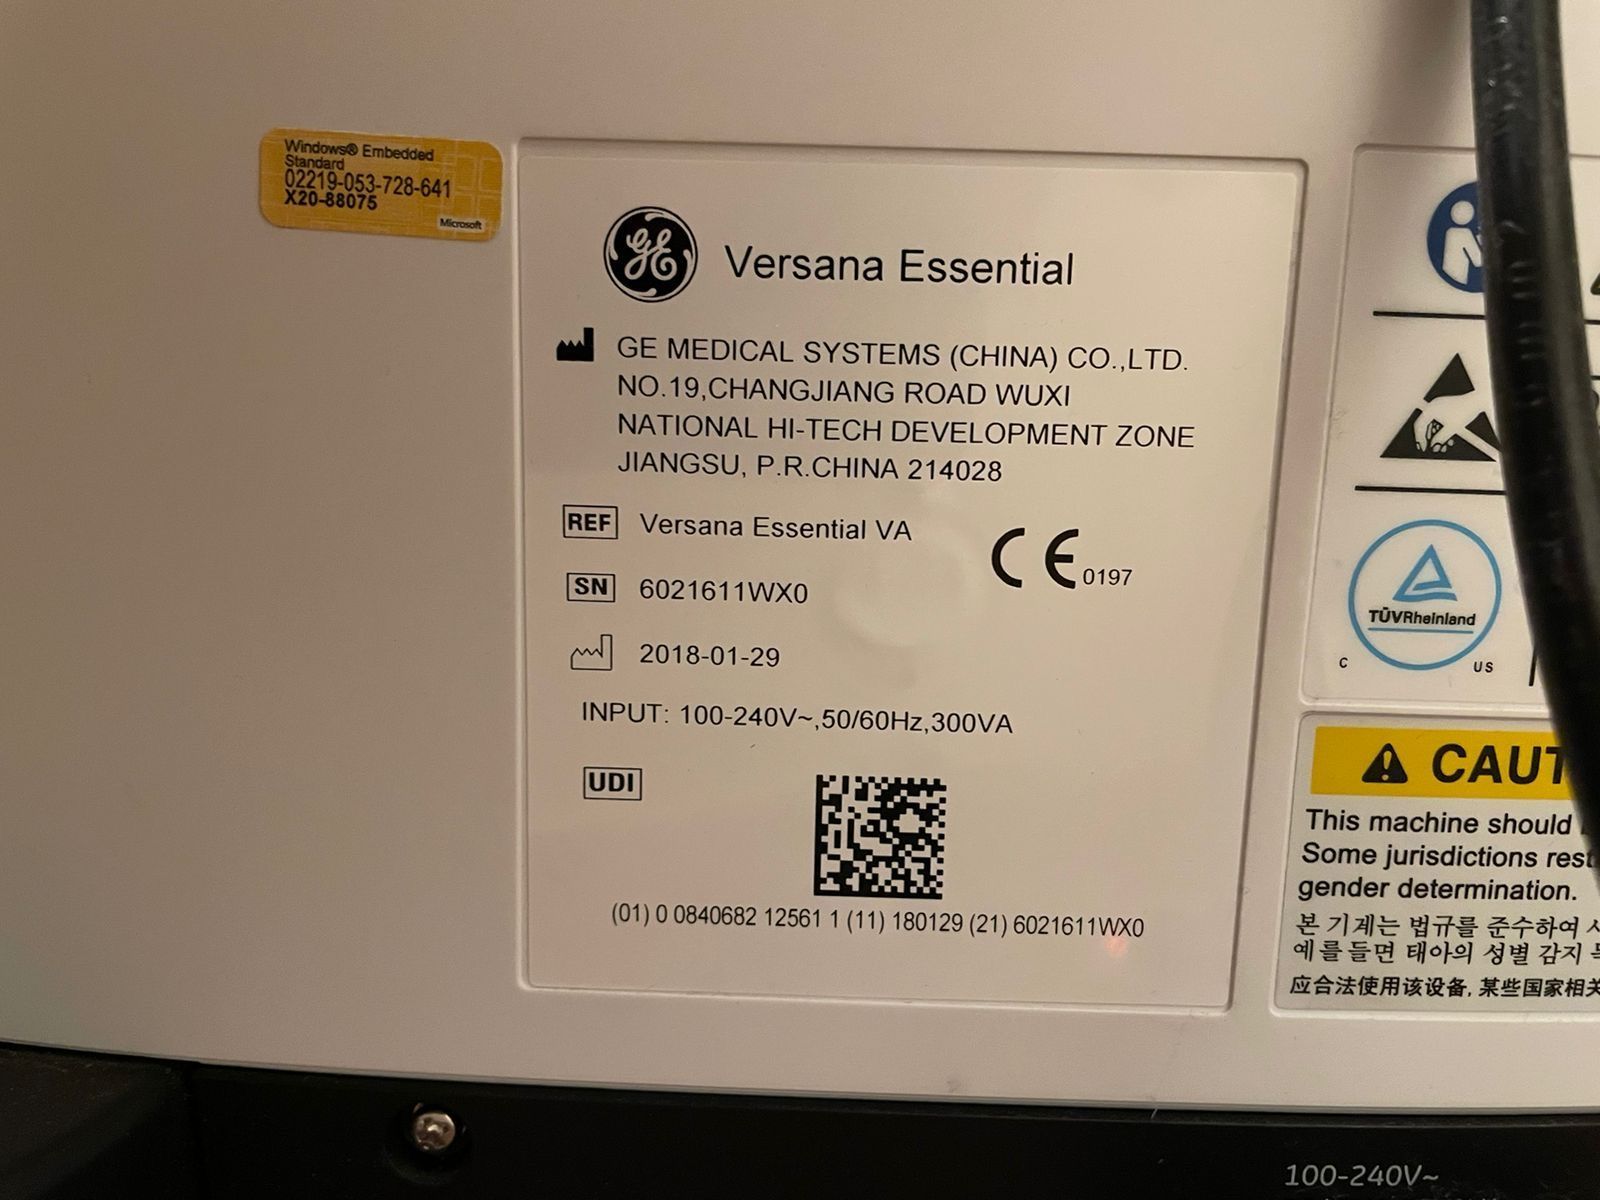 Windows® Embedded
Standard
02219-053-728-641
X20-88075
Microsoft
GE Versana Essential
GE MEDICAL SYSTEMS (CHINA) CO.,LTD.
NO.19,CHANGJIANG ROAD WUXI
NATIONAL HI-TECH DEVELOPMENT ZONE
JIANGSU, P.R.CHINA 214028
REF Versana Essential VA
CE 0197
SN 6021611WX0
2018-01-29
INPUT: 100-240V~,50/60Hz,300VA
UDI
(01) 0 0840682 12561 1 (11) 180129 (21) 6021611WX0
TÜVRheinland
C US
This machine should
Some jurisdictions
gender determination.
본 기계는 법규를 준수하여
예를들면 태아의 성별 감지
应合法使用该设备, 某些国家相关
100-240V~